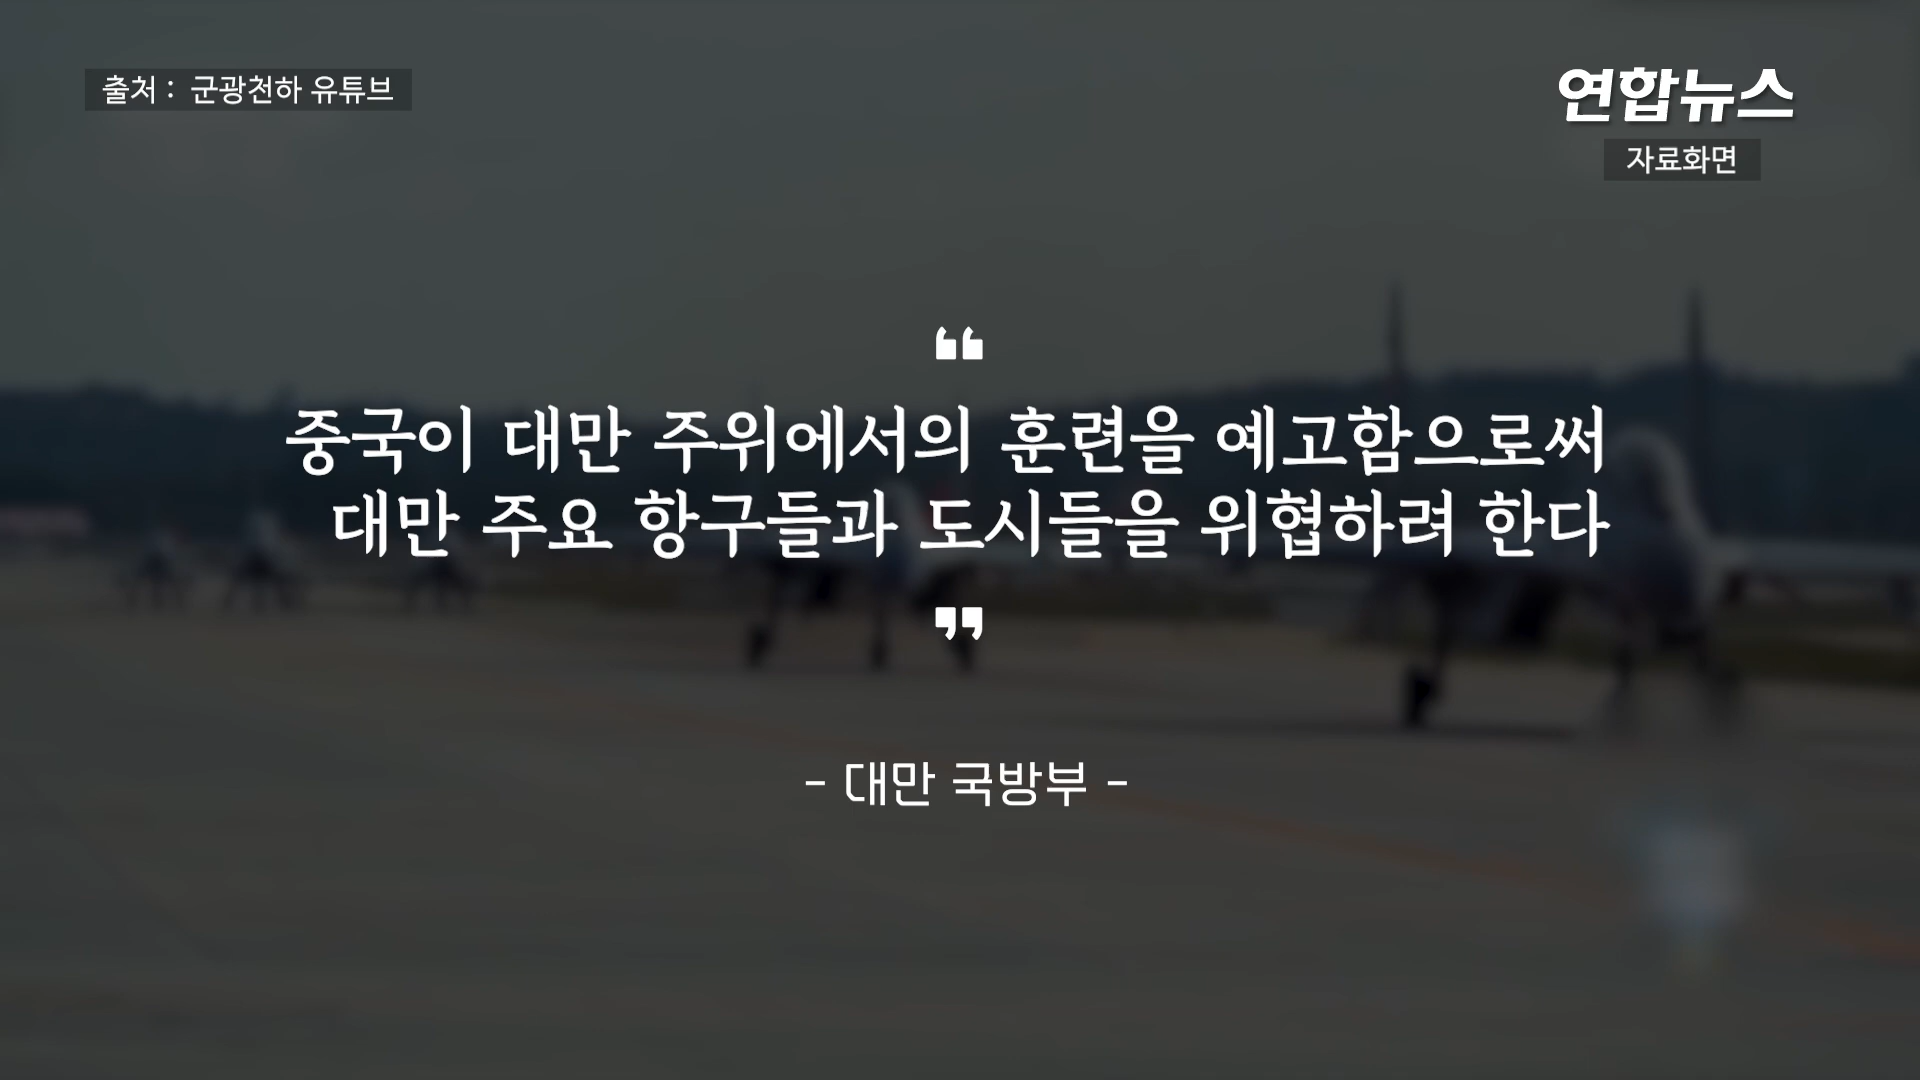 출처 : 군광천하 유튜브
연합뉴스
자료화면
❝
중국이 대만 주위에서의 훈련을 예고함으로써
대만 주요 항구들과 도시들을 위협하려 한다
❞
- 대만 국방부 -